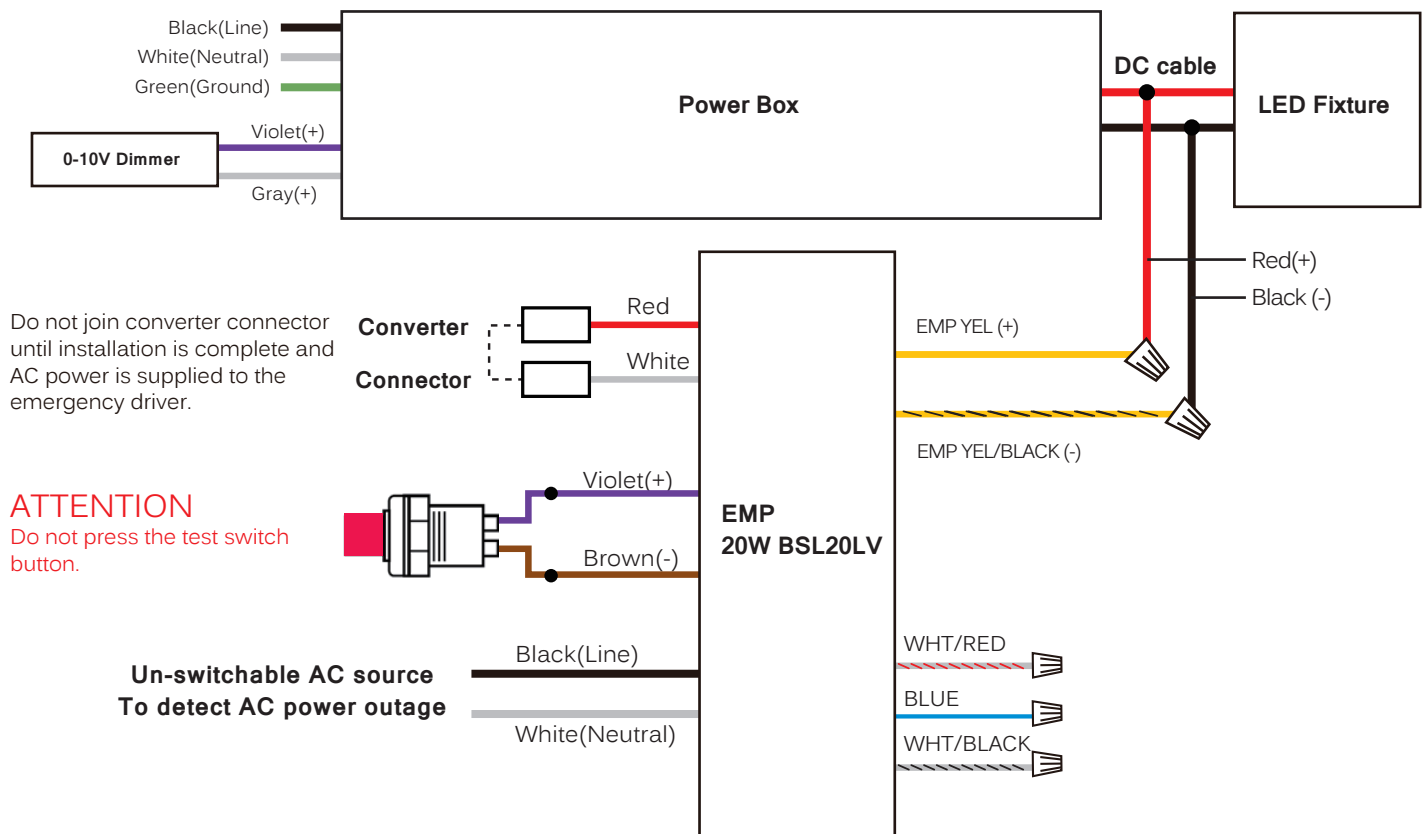 Black(Line)
White(Neutral)
Green(Ground)
Violet(+)
0-10V Dimmer
Gray(+)
Power Box
DC cable
LED Fixture
Red(+)
Black (-)
Do not join converter connector
until installation is complete and
AC power is supplied to the
emergency driver.
Converter
Connector
Red
White
EMP YEL (+)
EMP YEL/BLACK (-)
ATTENTION
Do not press the test switch
button.
Violet(+)
Brown(-)
EMP
20W BSL20LV
Un-switchable AC source
To detect AC power outage
Black(Line)
White(Neutral)
WHT/RED
BLUE
WHT/BLACK